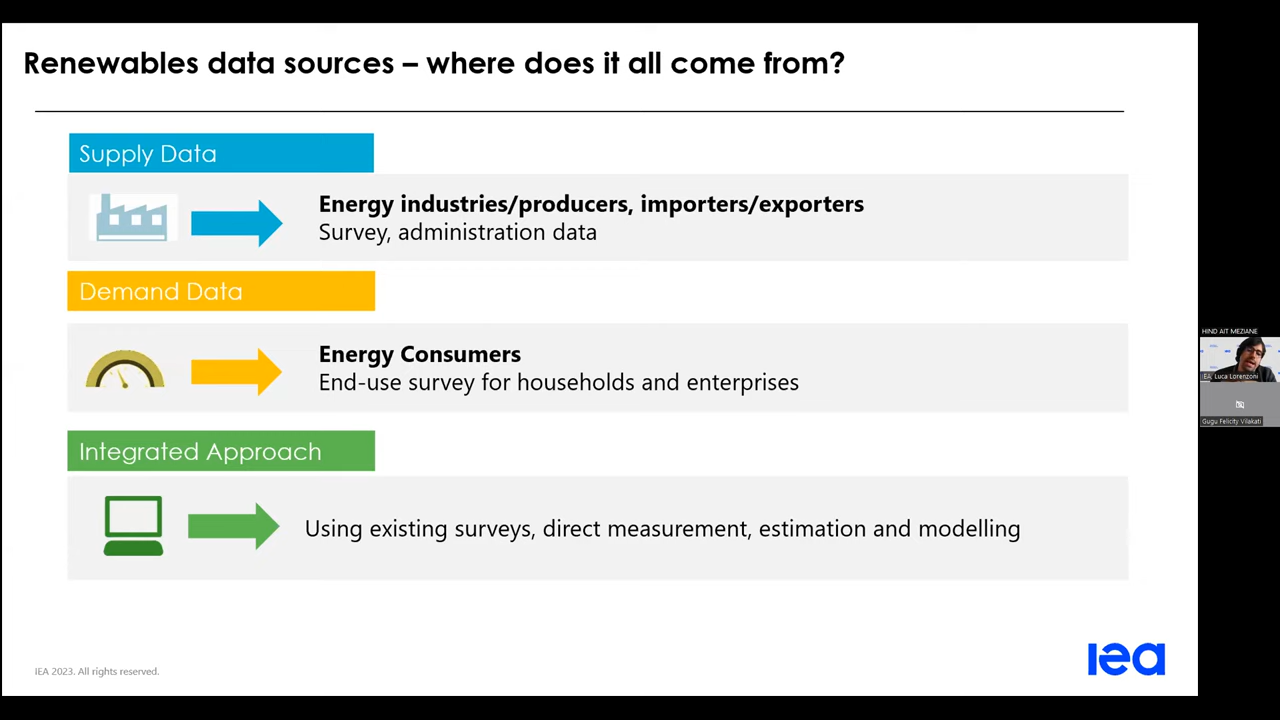 Renewables data sources – where does it all come from?
Supply Data
Energy industries/producers, importers/exporters
Survey, administration data
Demand Data
Energy Consumers
End-use survey for households and enterprises
Integrated Approach
Using existing surveys, direct measurement, estimation and modelling
IEA 2023. All rights reserved.
iea
HIND AIT MEZIANE
IEA, Luca Lorenzoni
Gugu Felicity Vilakati